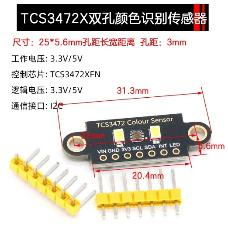 TCS3472X双孔颜色识别传感器
尺寸: 25*5.6mm孔距长宽距离 孔距: 3mm
工作电压: 3.3V/5V
控制芯片: TCS3472XFN
逻辑电压: 3.3V/5V
通信接口: I2C
31.3mm
TCS3472 Colour Sensor
VIN GND 3V3 SCL SDA INT LED
5.6mm
20.4mm